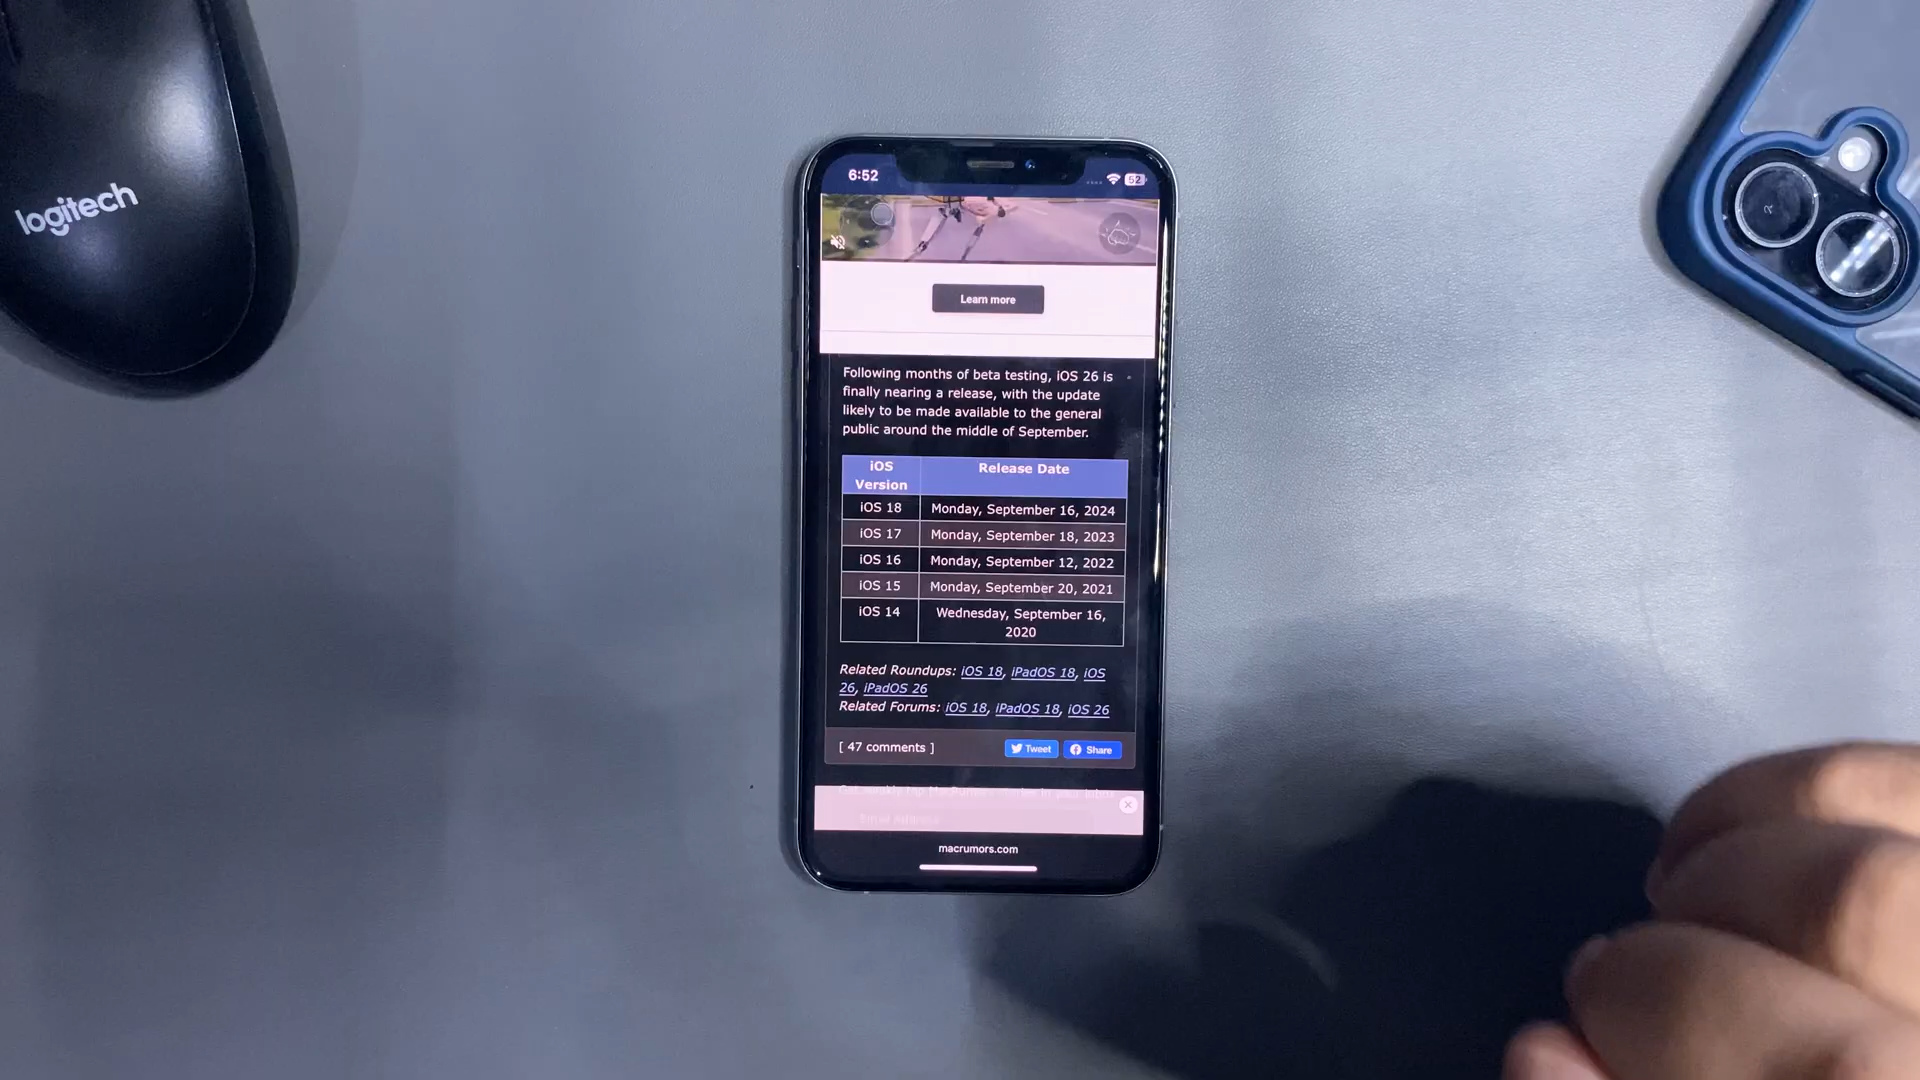 logitech
6:52
52
Learn more
Following months of beta testing, iOS 26 is
finally nearing a release, with the update
likely to be made available to the general
public around the middle of September.
iOS Version Release Date
iOS 18 Monday, September 16, 2024
iOS 17 Monday, September 18, 2023
iOS 16 Monday, September 12, 2022
iOS 15 Monday, September 20, 2021
iOS 14 Wednesday, September 16, 2020
Related Roundups: iOS 18, iPadOS 18, iOS
26, iPadOS 26
Related Forums: iOS 18, iPadOS 18, iOS 26
[ 47 comments ]
Tweet
Share
Email Address
macrumors.com